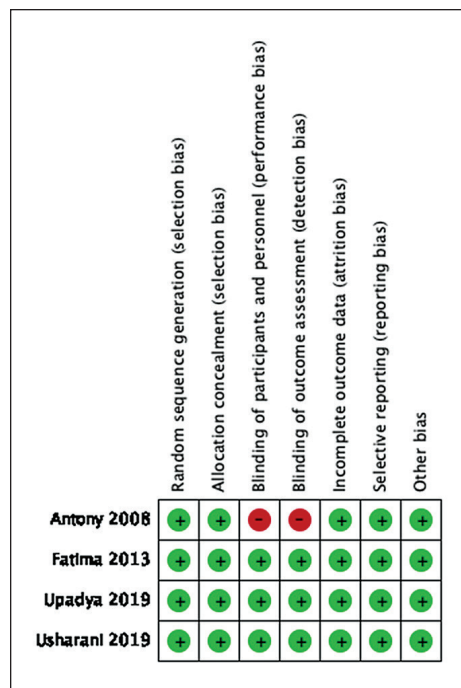 Random sequence generation (selection bias)
Allocation concealment (selection bias)
Blinding of participants and personnel (performance bias)
Blinding of outcome assessment (detection bias)
Incomplete outcome data (attrition bias)
Selective reporting (reporting bias)
Other bias
Antony 2008 + + - - + + +
Fatima 2013 + + + + + + +
Upadya 2019 + + + + + + +
Usharani 2019 + + + + + + +